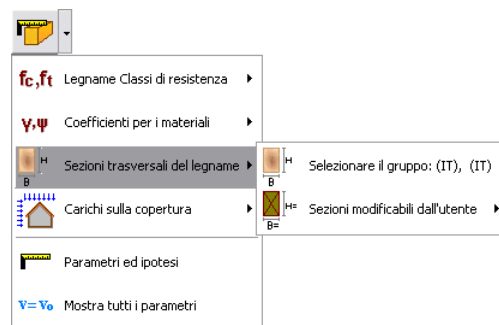 fc,ft Legname Classi di resistenza
γ,ψ Coefficienti per i materiali
H B Sezioni trasversali del legname
H B Selezionare il gruppo: (IT), (IT)
Carichi sulla copertura
H= B= Sezioni modificabili dall'utente
Parametri ed ipotesi
v=vo Mostra tutti i parametri